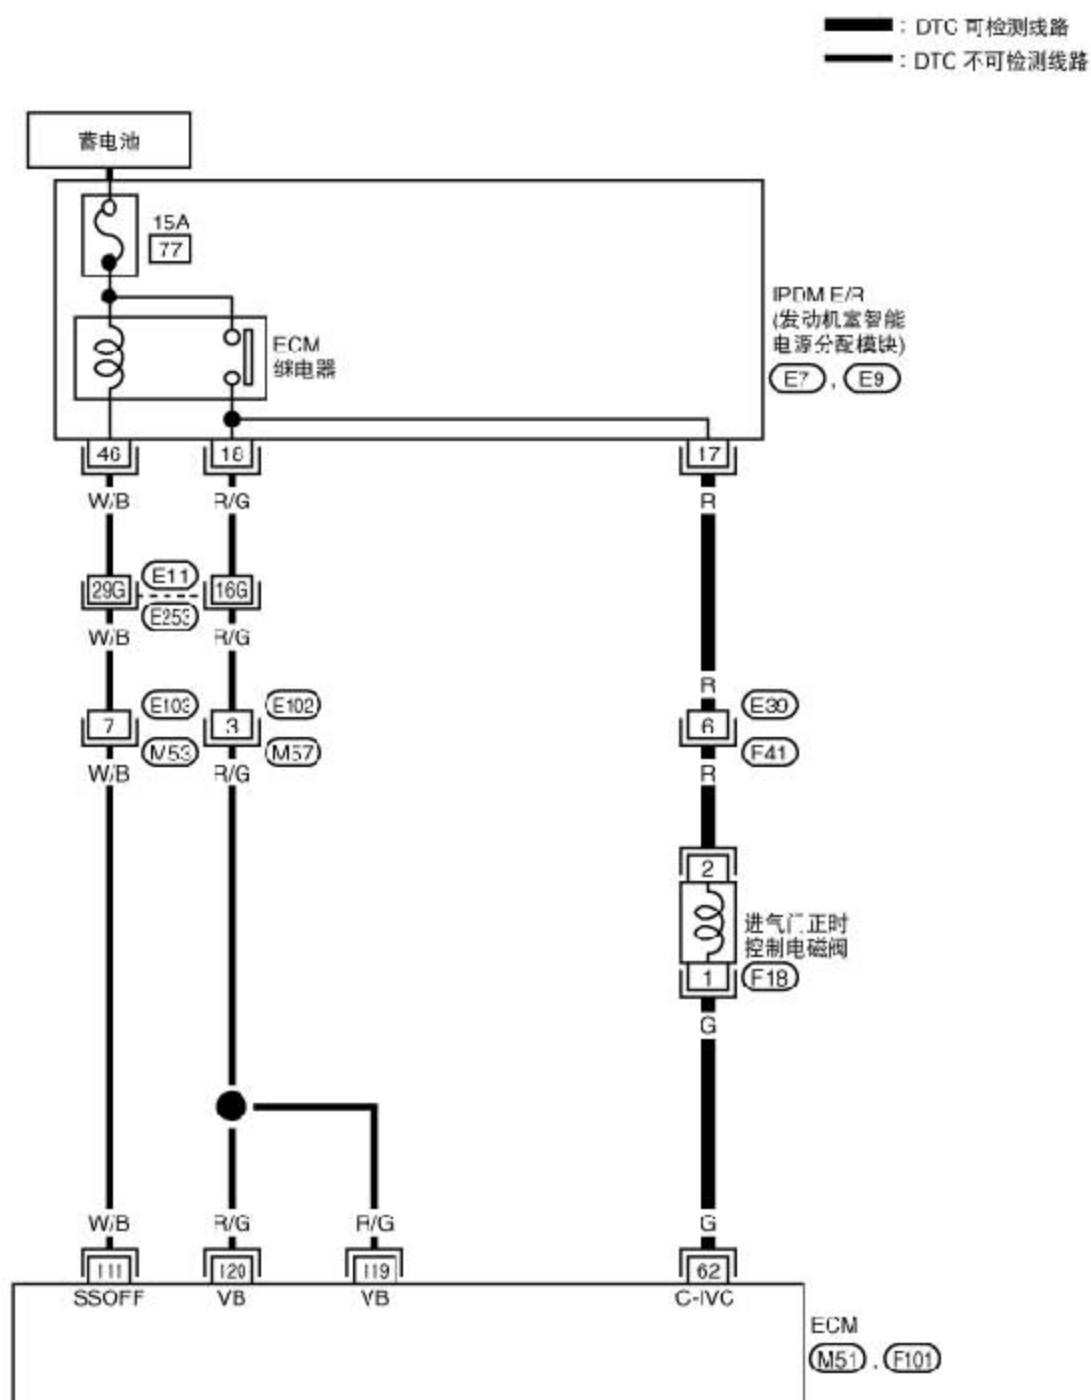 : DTC 可检测线路
: DTC 不可检测线路
蓄电池
15A
77
ECM
继电器
IPDM E/R
(发动机室智能
电源分配模块)
E7 , E9
46 18 17
W/B R/G R
29G E11 16G
E253
W/B R/G
R
7 E103 3 E102 6 E39
M53 M57 F41
W/B R/G R
2
进气门正时
控制电磁阀
1 F18
G
W/B R/G R/G G
111 120 119 62
SSOFF VB VB C-IVC
ECM
M51 , F101